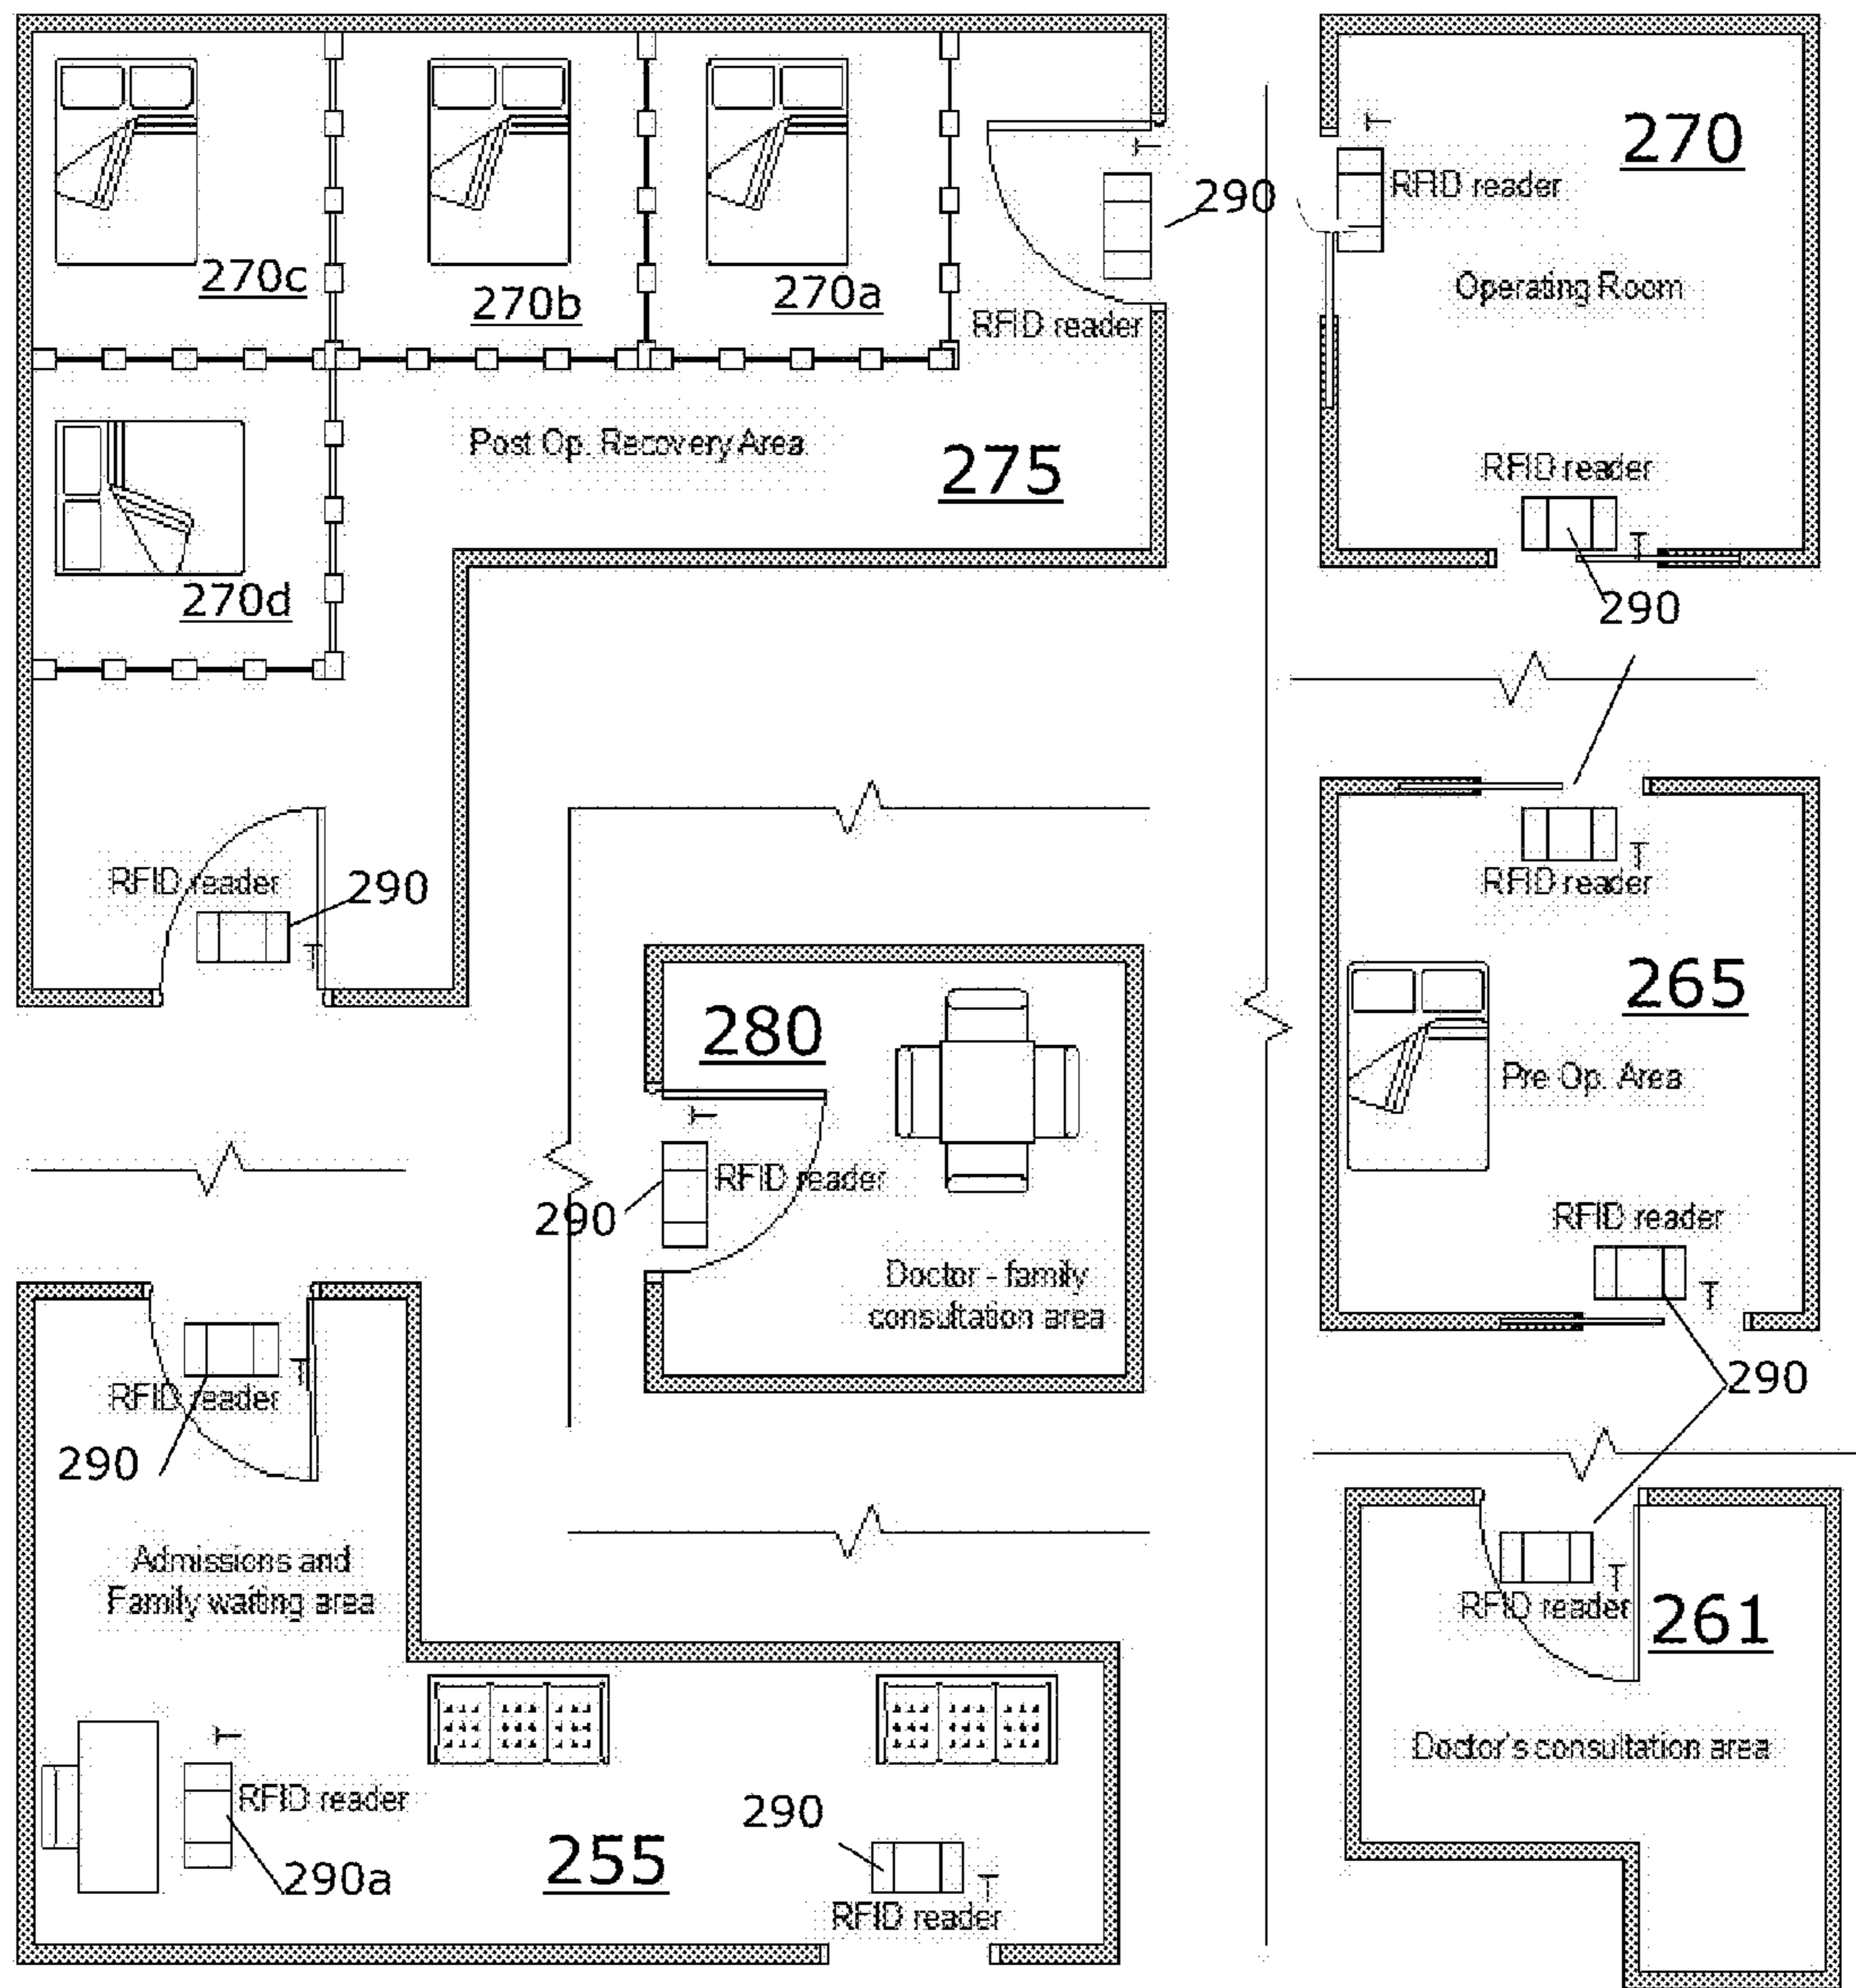 270
RFID reader
290
Operating Room
270c
270b
270a
RFID reader
Post Op. Recovery Area
275
RFID reader
290
270d
RFID reader
290
RFID reader
265
Pre Op. Area
RFID reader
290
280
RFID reader
290
Doctor - family
consultation area
RFID reader
290
Admissions and
Family waiting area
RFID reader
290a
255
290
RFID reader
RFID reader
261
Doctor's consultation area
T
T
T
T
T
T
T
T
T
T
T